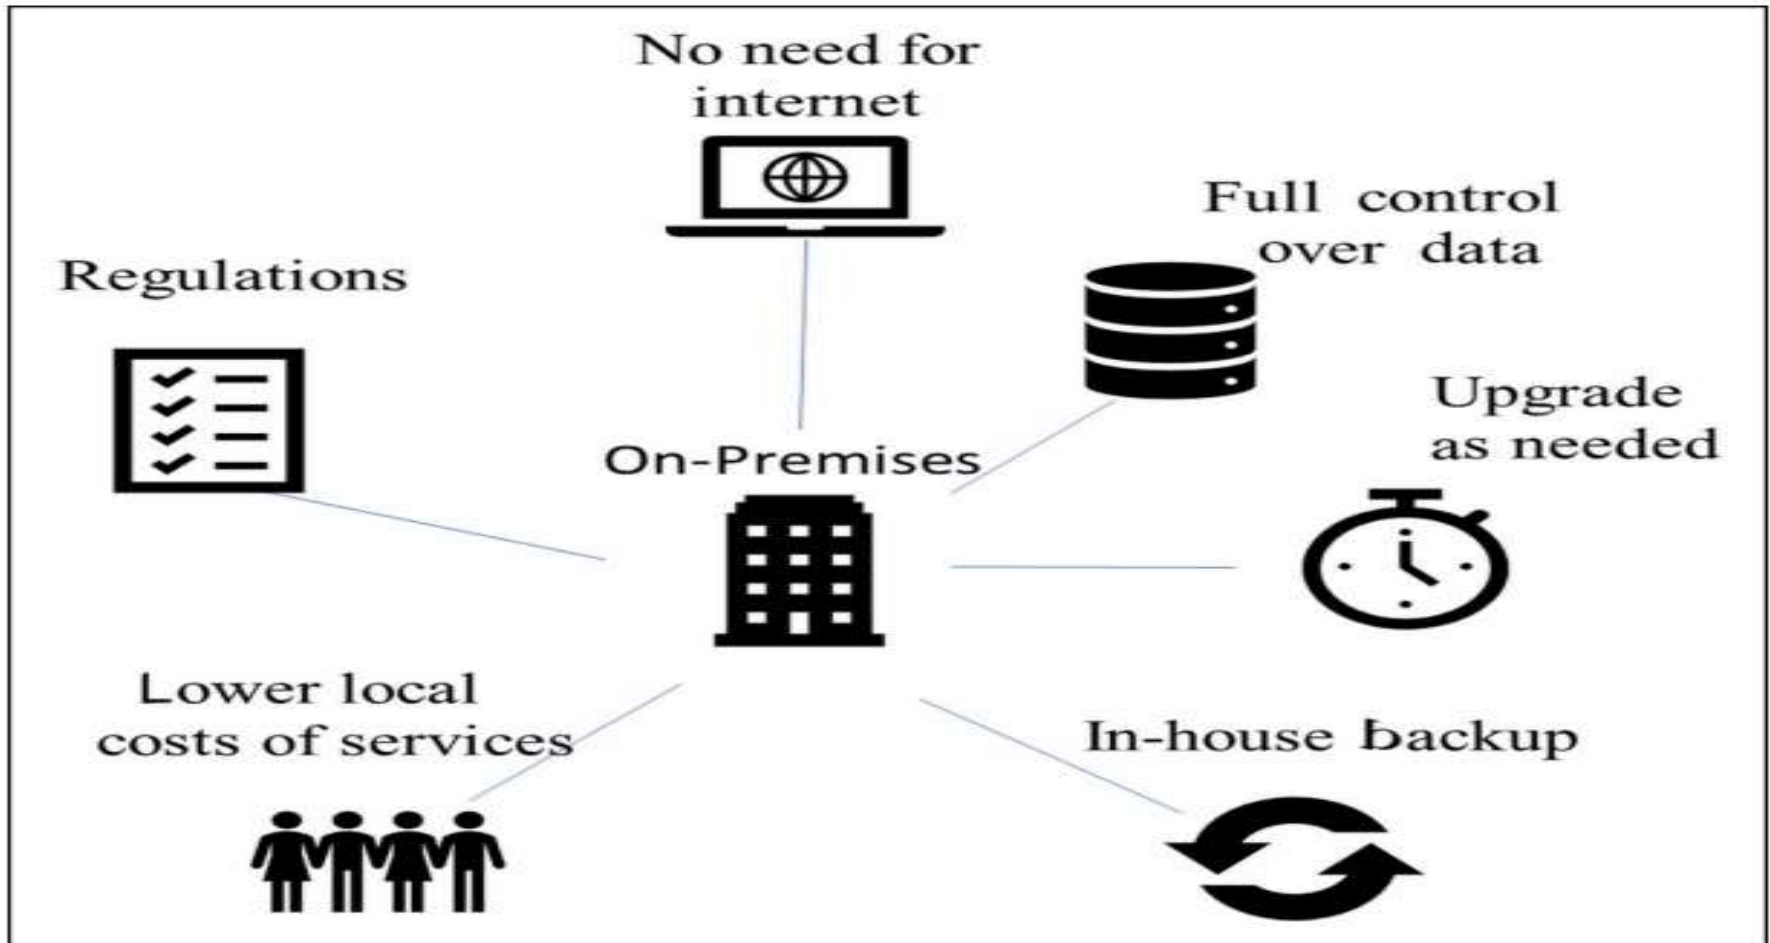 No need for
internet
Full control
over data
Regulations
Upgrade
as needed
On-Premises
Lower local
costs of services
In-house backup